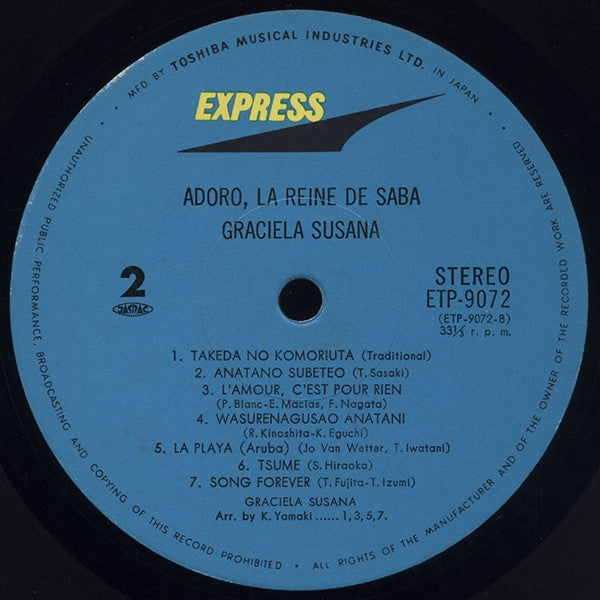 MFD BY TOSHIBA MUSICAL INDUSTRIES LTD. IN JAPAN
EXPRESS
ADORO, LA REINE DE SABA
GRACIELA SUSANA
2
JASRAC
STEREO
ETP-9072
(ETP-9072-B)
33⅓ r. p. m.
1. TAKEDA NO KOMORIUTA (Traditional)
2. ANATANO SUBETEO (T. Sasaki)
3. L'AMOUR, C'EST POUR RIEN
(P. Blanc-E. Macias, F. Nagata)
4. WASURENAGUSAO ANATANI
(R. Kinoshita-K. Eguchi)
5. LA PLAYA (Aruba) (Jo Van Wetter, T. Iwatani)
6. TSUME (S. Hiraoka)
7. SONG FOREVER (T. Fujita-T. Izumi)
GRACIELA SUSANA
Arr. by K. Yamaki ...... 1, 3, 5, 7.
UNAUTHORIZED PUBLIC PERFORMANCE, BROADCASTING AND COPYING OF THIS RECORD PROHIBITED • ALL RIGHTS OF THE MANUFACTURER AND OF THE OWNER OF THE RECORDED WORK ARE RESERVED